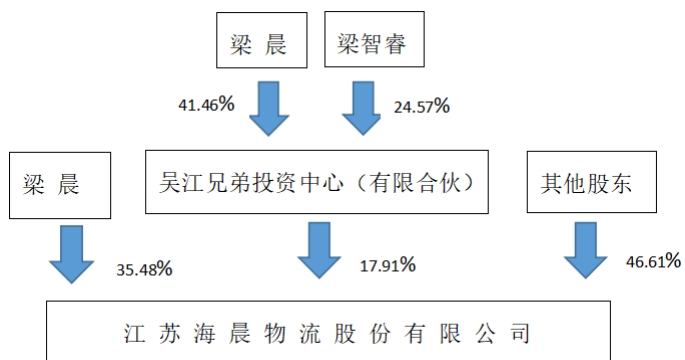 梁 晨
梁智睿
41.46%
24.57%
梁 晨
吴江兄弟投资中心（有限合伙）
其他股东
35.48%
17.91%
46.61%
江 苏 海 晨 物 流 股 份 有 限 公 司